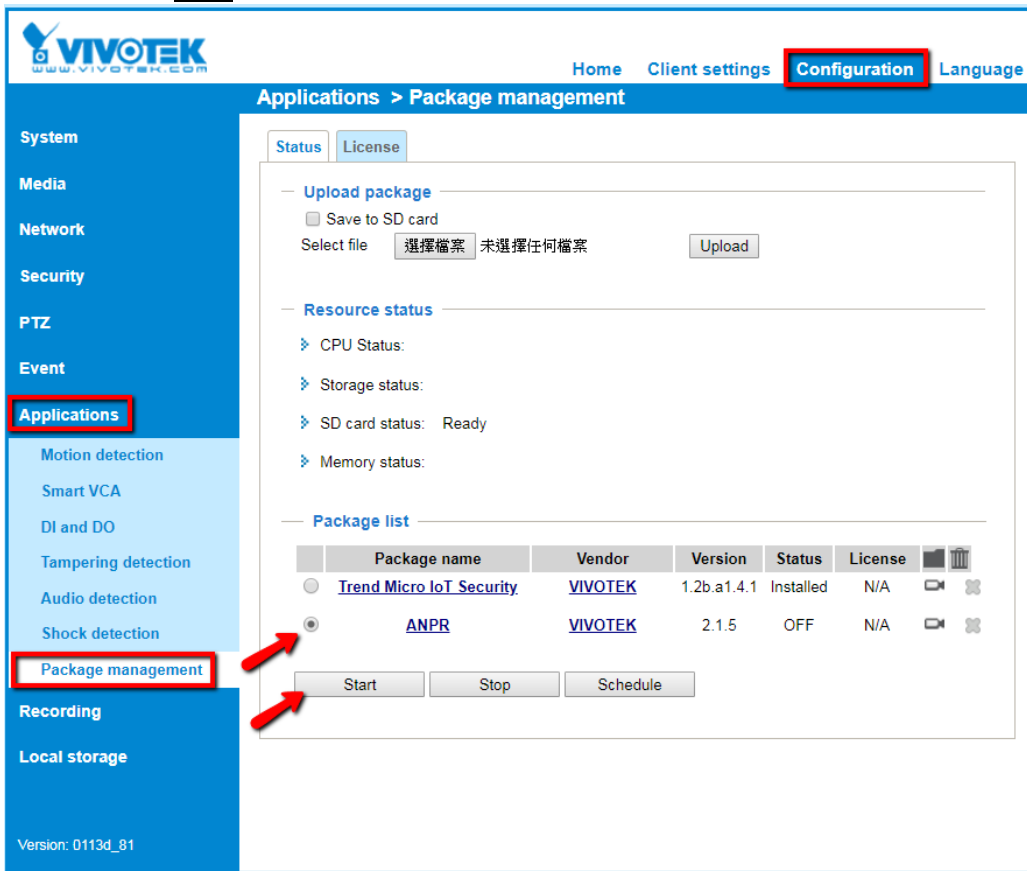 VIVOTEK
WWW.VIVOTEK.COM
Home Client settings Configuration Language
Applications > Package management
System
Media
Network
Security
PTZ
Event
Applications
Motion detection
Smart VCA
DI and DO
Tampering detection
Audio detection
Shock detection
Package management
Recording
Local storage
Version: 0113d_81
Status License
Upload package
Save to SD card
Select file 選擇檔案 未選擇任何檔案 Upload
Resource status
CPU Status:
Storage status:
SD card status: Ready
Memory status:
Package list
Package name Vendor Version Status License
Trend Micro IoT Security VIVOTEK 1.2b.a1.4.1 Installed N/A
ANPR VIVOTEK 2.1.5 OFF N/A
Start Stop Schedule